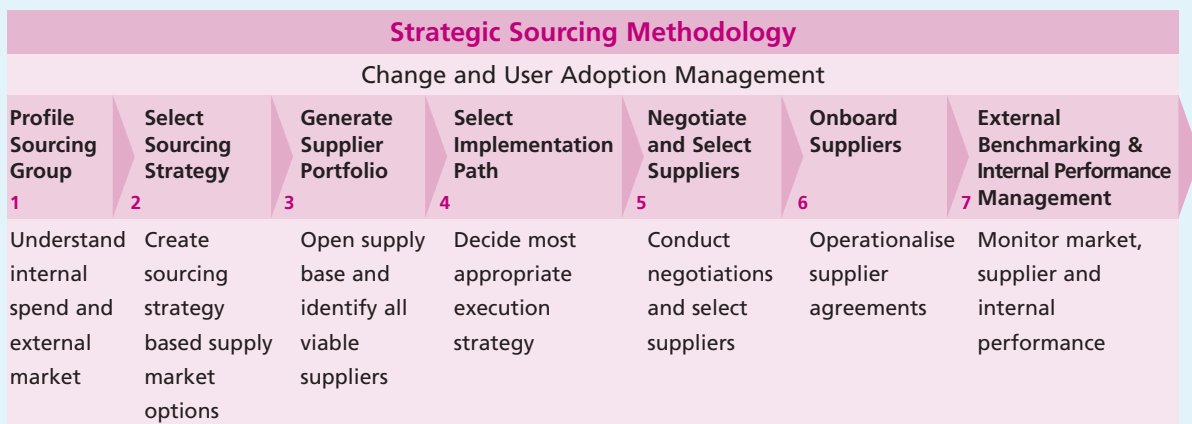 Strategic Sourcing Methodology
Change and User Adoption Management
Profile
Sourcing
Group
1
Select
Sourcing
Strategy
2
Generate
Supplier
Portfolio
3
Select
Implementation
Path
4
Negotiate
and Select
Suppliers
5
Onboard
Suppliers
6
External
Benchmarking &
Internal Performance
Management
7
Understand
internal
spend and
external
market
Create
sourcing
strategy
based supply
market
options
Open supply
base and
identify all
viable
suppliers
Decide most
appropriate
execution
strategy
Conduct
negotiations
and select
suppliers
Operationalise
supplier
agreements
Monitor market,
supplier and
internal
performance